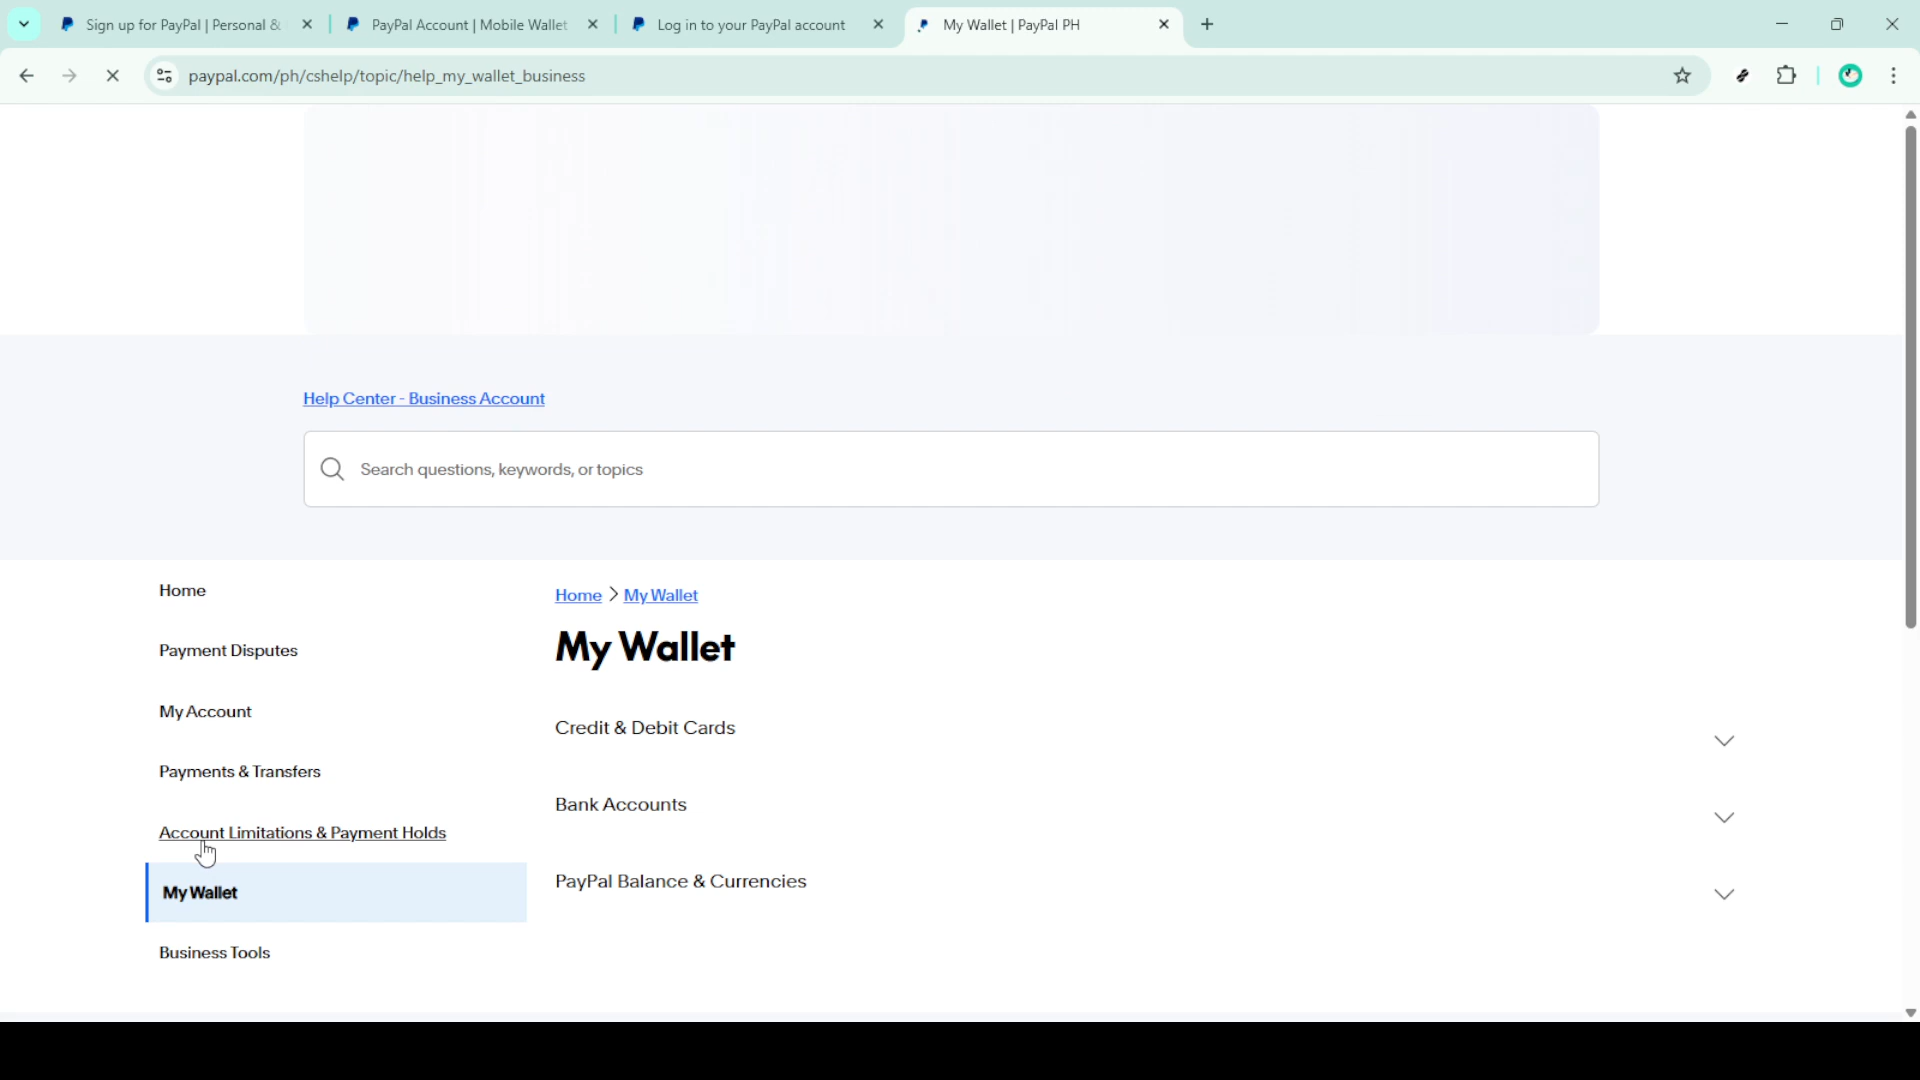 Sign up for PayPal | Personal &
PayPal Account | Mobile Wallet
Log in to your PayPal account
My Wallet | PayPal PH
paypal.com/ph/cshelp/topic/help_my_wallet_business
Help Center - Business Account
Search questions, keywords, or topics
Home
Payment Disputes
My Account
Payments & Transfers
Account Limitations & Payment Holds
My Wallet
Business Tools
Home > My Wallet
My Wallet
Credit & Debit Cards
Bank Accounts
PayPal Balance & Currencies